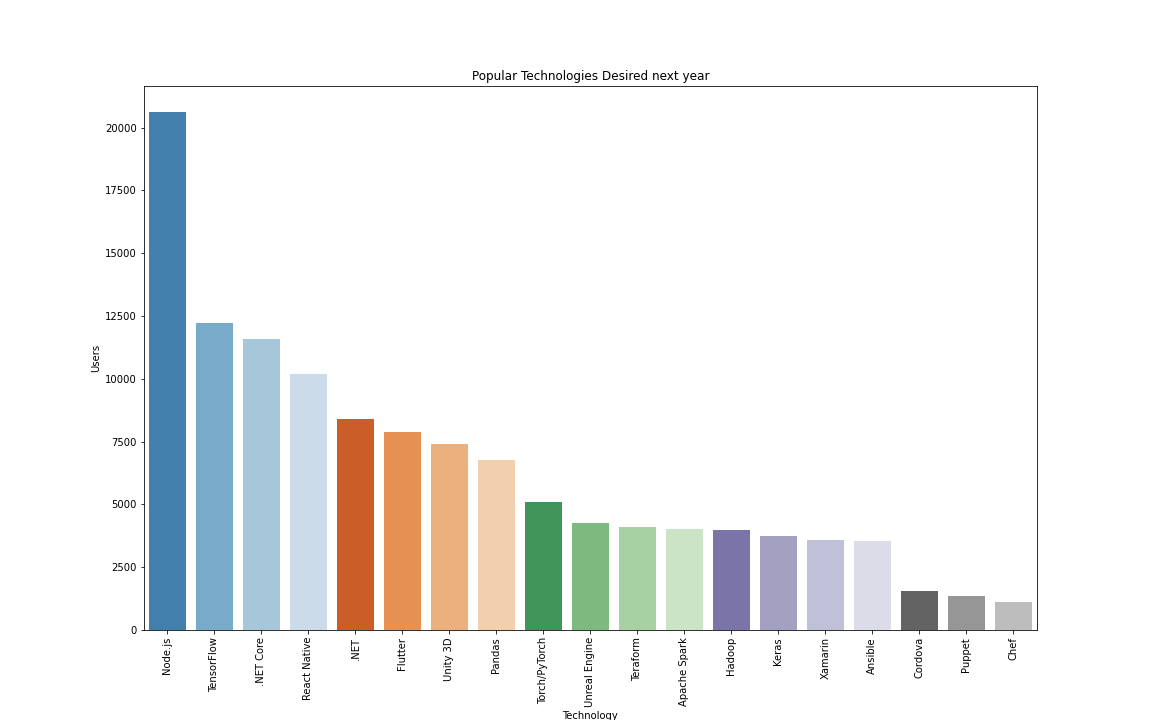 Popular Technologies Desired next year
20000
17500
15000
12500
10000
7500
5000
2500
0
Users
Node.js
TensorFlow
.NET Core
React Native
.NET
Flutter
Unity 3D
Pandas
Torch/PyTorch
Unreal Engine
Teraform
Apache Spark
Hadoop
Keras
Xamarin
Ansible
Cordova
Puppet
Chef
Technology